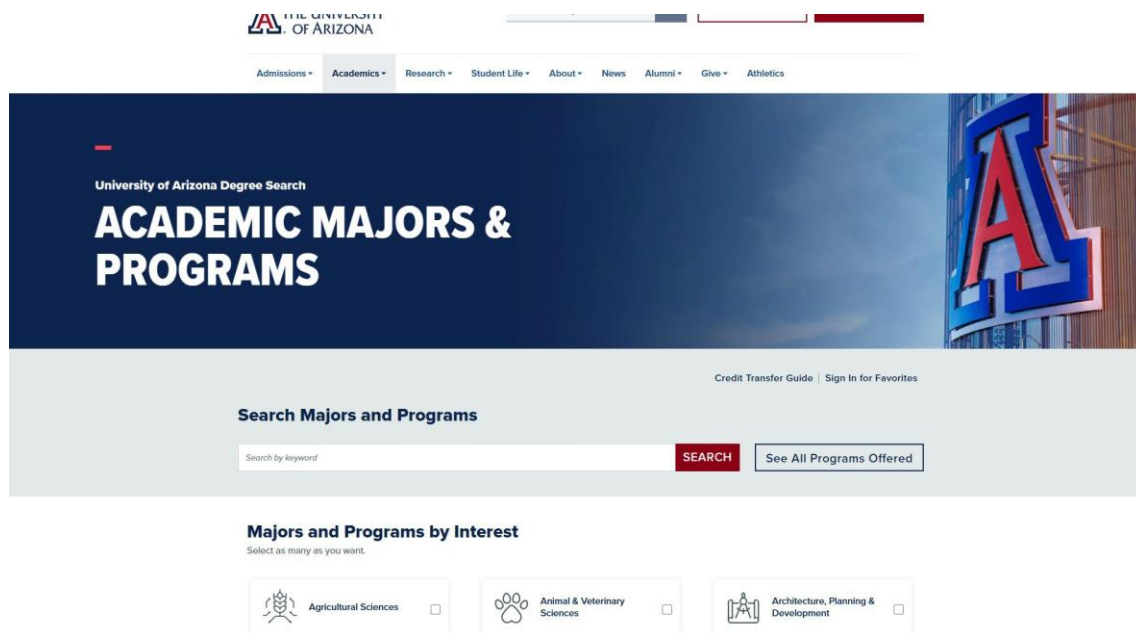 THE UNIVERSITY
OF ARIZONA
Admissions Academics Research Student Life About News Alumni Give Athletics
University of Arizona Degree Search
ACADEMIC MAJORS &
PROGRAMS
A
Credit Transfer Guide | Sign In for Favorites
Search Majors and Programs
Search by keyword
SEARCH
See All Programs Offered
Majors and Programs by Interest
Select as many as you want.
Agricultural Sciences
Animal & Veterinary
Sciences
Architecture, Planning &
Development